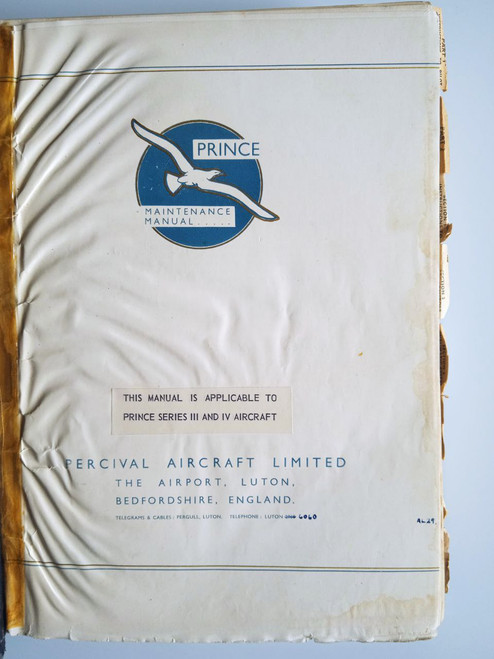 PRINCE
MAINTENANCE
MANUAL.....
THIS MANUAL IS APPLICABLE TO
PRINCE SERIES III AND IV AIRCRAFT
PERCIVAL AIRCRAFT LIMITED
THE AIRPORT, LUTON,
BEDFORDSHIRE, ENGLAND.
TELEGRAMS & CABLES : PERGULL, LUTON. TELEPHONE : LUTON 6060
AL29.